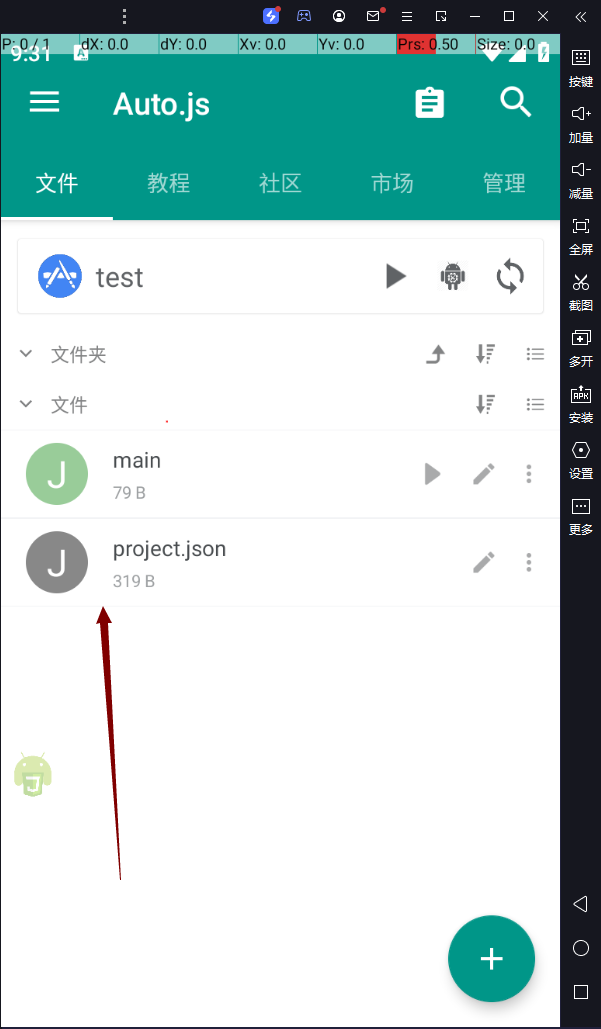 P: 0 / 1 dX: 0.0 dY: 0.0 Xv: 0.0 Yv: 0.0 Prs: 0.50 Size: 0.0
9:31 A
Auto.js
文件 教程 社区 市场 管理
test
文件夹
文件
J main
79 B
J project.json
319 B
J
+
按键
加量
减量
全屏
截图
多开
APK
安装
设置
更多